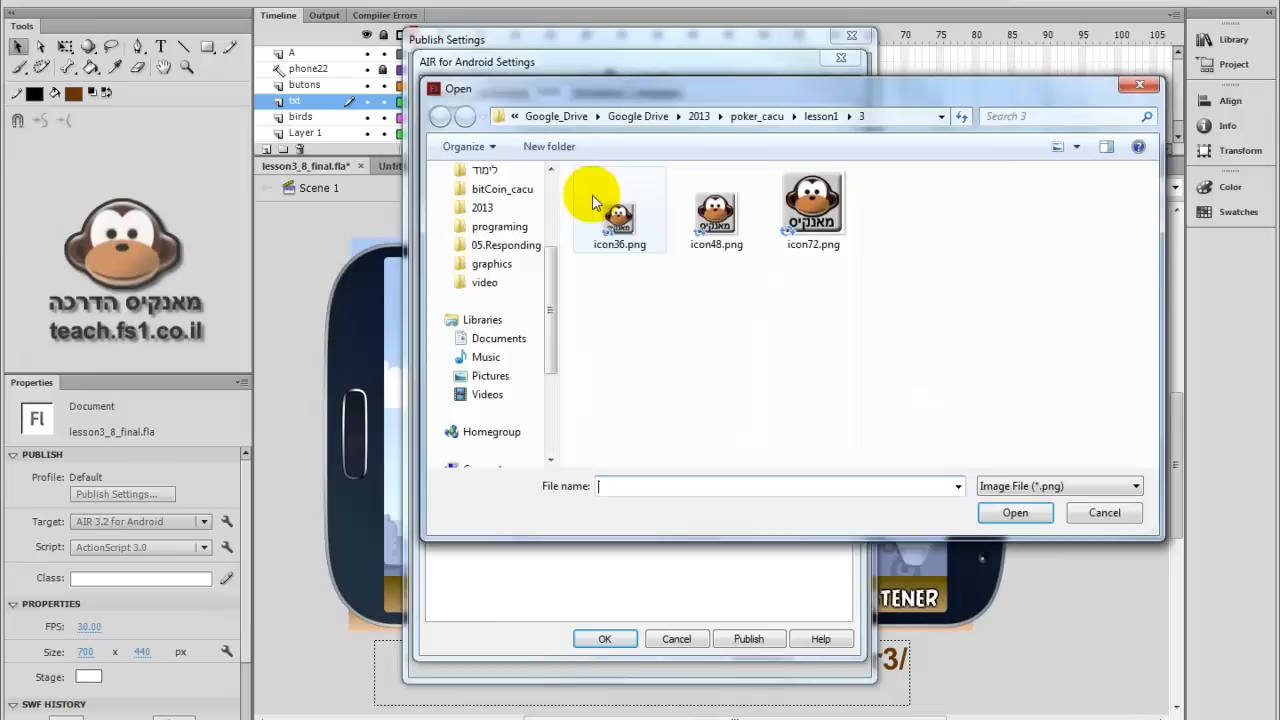 Tools
Timeline
Output
Compiler Errors
Publish Settings
70 75 80 85 90 95 100 105
Library
Project
Align
Info
Transform
Color
Swatches
A
phone22
butons
txt
birds
Layer 1
lesson3_8_final.fla*
Scene 1
AIR for Android Settings
Open
Google_Drive
Google Drive
2013
poker_cacu
lesson1
3
Search 3
Organize
New folder
לימוד
bitCoin_cacu
2013
programing
05.Responding
graphics
video
Libraries
Documents
Music
Pictures
Videos
Homegroup
מאנקיס
icon36.png
מאנקיס
icon48.png
מאנקיס
icon72.png
File name:
Image File (*.png)
Open
Cancel
מאנקיס הדרכה
teach.fs1.co.il
Properties
Fl
Document
lesson3_8_final.fla
PUBLISH
Profile: Default
Publish Settings...
Target: AIR 3.2 for Android
Script: ActionScript 3.0
Class:
PROPERTIES
FPS: 30.00
Size: 700 x 440 px
Stage:
SWF HISTORY
OK
Cancel
Publish
Help
TENER
r3/